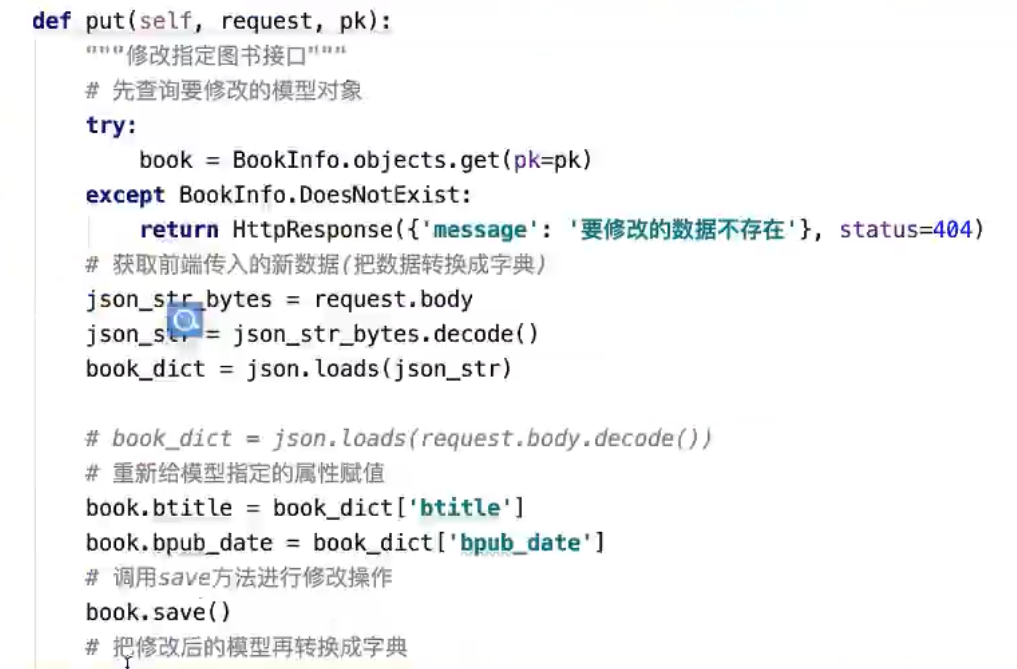 def put(self, request, pk):
    """修改指定图书接口"""
    # 先查询要修改的模型对象
    try:
        book = BookInfo.objects.get(pk=pk)
    except BookInfo.DoesNotExist:
        return HttpResponse({'message': '要修改的数据不存在'}, status=404)
    # 获取前端传入的新数据(把数据转换成字典)
    json_str_bytes = request.body
    json_str = json_str_bytes.decode()
    book_dict = json.loads(json_str)

    # book_dict = json.loads(request.body.decode())
    # 重新给模型指定的属性赋值
    book.btitle = book_dict['btitle']
    book.bpub_date = book_dict['bpub_date']
    # 调用save方法进行修改操作
    book.save()
    # 把修改后的模型再转换成字典